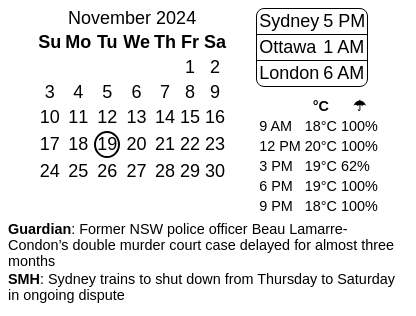 November 2024
Su Mo Tu We Th Fr Sa
1 2
3 4 5 6 7 8 9
10 11 12 13 14 15 16
17 18 19 20 21 22 23
24 25 26 27 28 29 30
Sydney 5 PM
Ottawa 1 AM
London 6 AM
°C ☂
9 AM 18°C 100%
12 PM 20°C 100%
3 PM 19°C 62%
6 PM 19°C 100%
9 PM 18°C 100%
Guardian: Former NSW police officer Beau Lamarre-
Condon’s double murder court case delayed for almost three
months
SMH: Sydney trains to shut down from Thursday to Saturday
in ongoing dispute